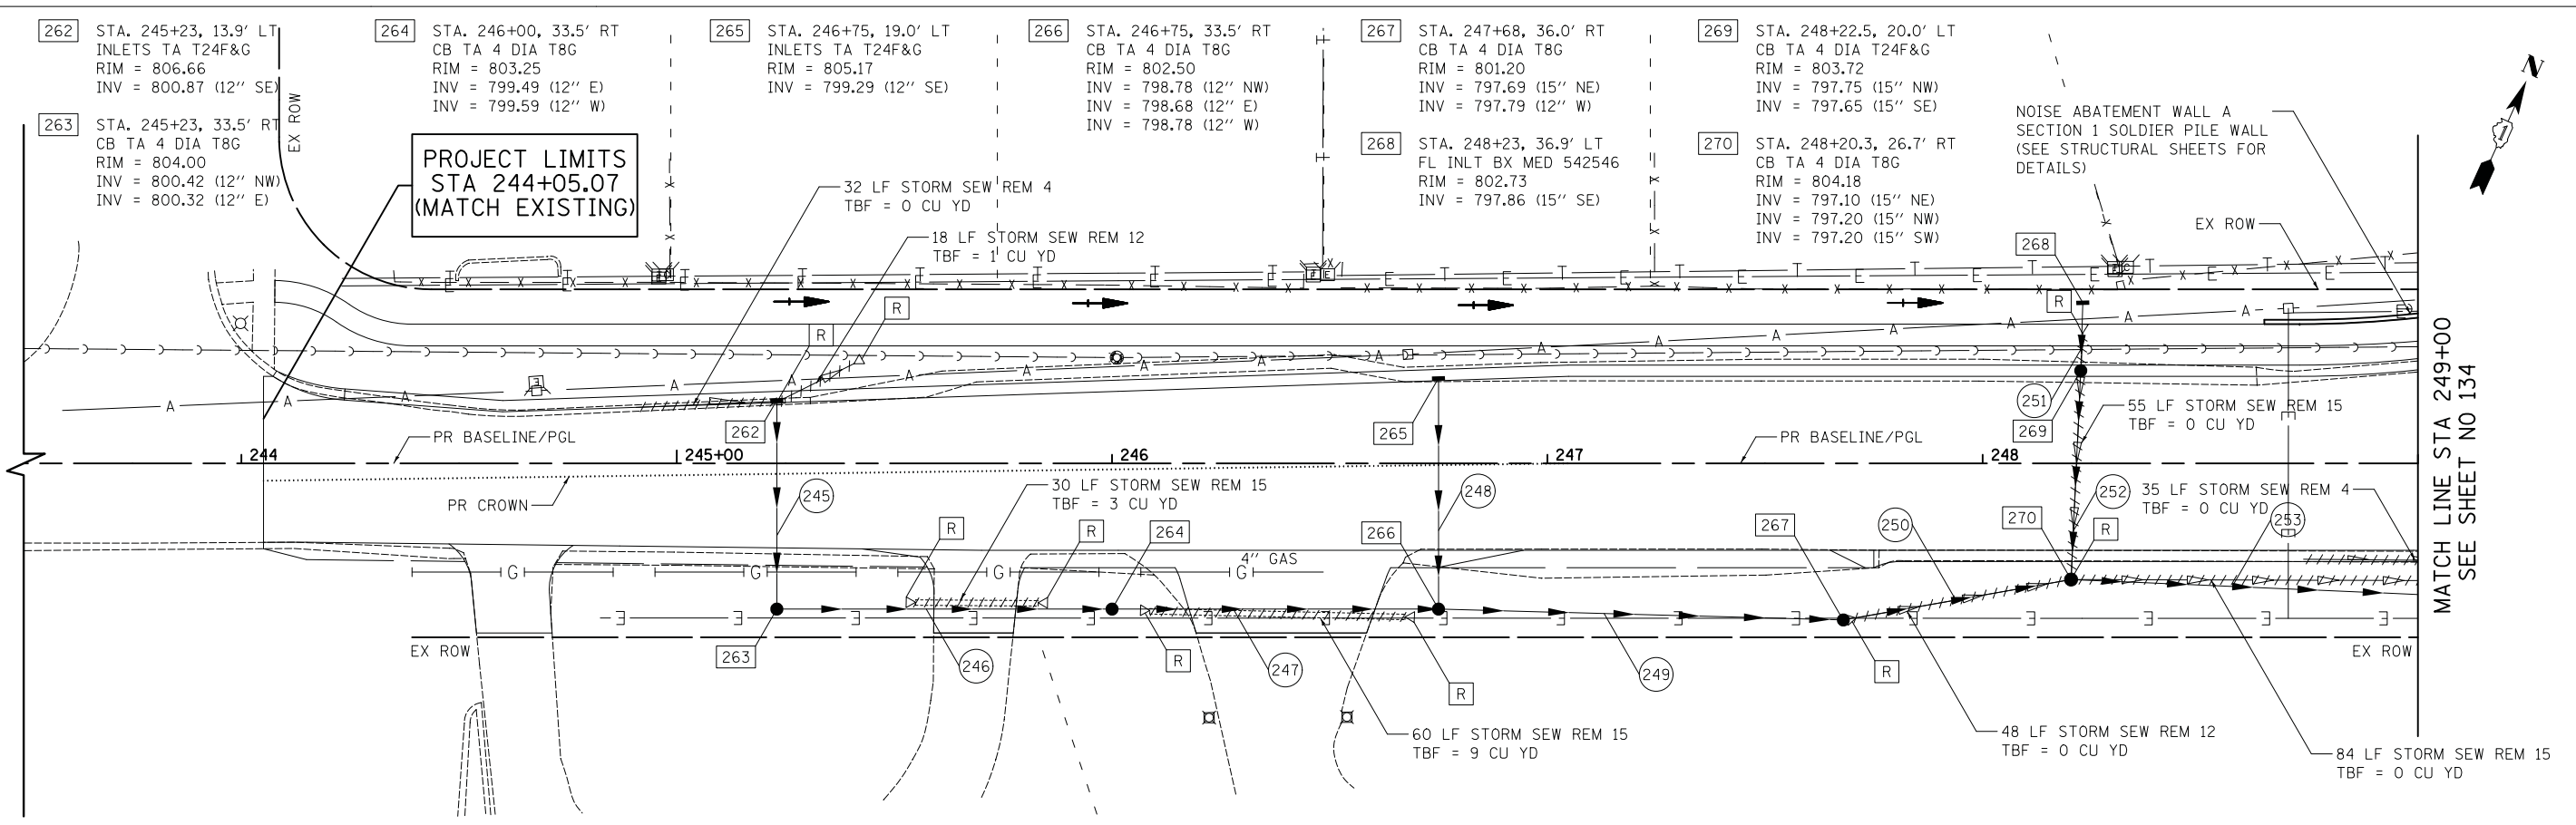 262 STA. 245+23, 13.9' LT
INLETS TA T24F&G
RIM = 806.66
INV = 800.87 (12'' SE)
263 STA. 245+23, 33.5' RT
CB TA 4 DIA T8G
RIM = 804.00
INV = 800.42 (12'' NW)
INV = 800.32 (12'' E)
264 STA. 246+00, 33.5' RT
CB TA 4 DIA T8G
RIM = 803.25
INV = 799.49 (12'' E)
INV = 799.59 (12'' W)
265 STA. 246+75, 19.0' LT
INLETS TA T24F&G
RIM = 805.17
INV = 799.29 (12'' SE)
266 STA. 246+75, 33.5' RT
CB TA 4 DIA T8G
RIM = 802.50
INV = 798.78 (12'' NW)
INV = 798.68 (12'' E)
INV = 798.78 (12'' W)
267 STA. 247+68, 36.0' RT
CB TA 4 DIA T8G
RIM = 801.20
INV = 797.69 (15'' NE)
INV = 797.79 (12'' W)
268 STA. 248+23, 36.9' LT
FL INLT BX MED 542546
RIM = 802.73
INV = 797.86 (15'' SE)
269 STA. 248+22.5, 20.0' LT
CB TA 4 DIA T24F&G
RIM = 803.72
INV = 797.75 (15'' NW)
INV = 797.65 (15'' SE)
270 STA. 248+20.3, 26.7' RT
CB TA 4 DIA T8G
RIM = 804.18
INV = 797.10 (15'' NE)
INV = 797.20 (15'' NW)
INV = 797.20 (15'' SW)
NOISE ABATEMENT WALL A
SECTION 1 SOLDIER PILE WALL
(SEE STRUCTURAL SHEETS FOR
DETAILS)
N
1
EX ROW
PROJECT LIMITS
STA 244+05.07
(MATCH EXISTING)
32 LF STORM SEW REM 4
TBF = 0 CU YD
18 LF STORM SEW REM 12
TBF = 1 CU YD
EX ROW
268
R
R
R
262
265
251
269
55 LF STORM SEW REM 15
TBF = 0 CU YD
PR BASELINE/PGL
PR BASELINE/PGL
244
245+00
246
247
248
PR CROWN
245
30 LF STORM SEW REM 15
TBF = 3 CU YD
248
252
35 LF STORM SEW REM 4
TBF = 0 CU YD
253
R
R
264
266
267
250
270
R
4'' GAS
G G G G
E E E E E E E E E E E E E E E E
T T T T T T T T T T T T T T
A A A A A A A A A A A A A
EX ROW
263
246
R
247
R
249
R
EX ROW
60 LF STORM SEW REM 15
TBF = 9 CU YD
48 LF STORM SEW REM 12
TBF = 0 CU YD
84 LF STORM SEW REM 15
TBF = 0 CU YD
MATCH LINE STA 249+00
SEE SHEET NO 134